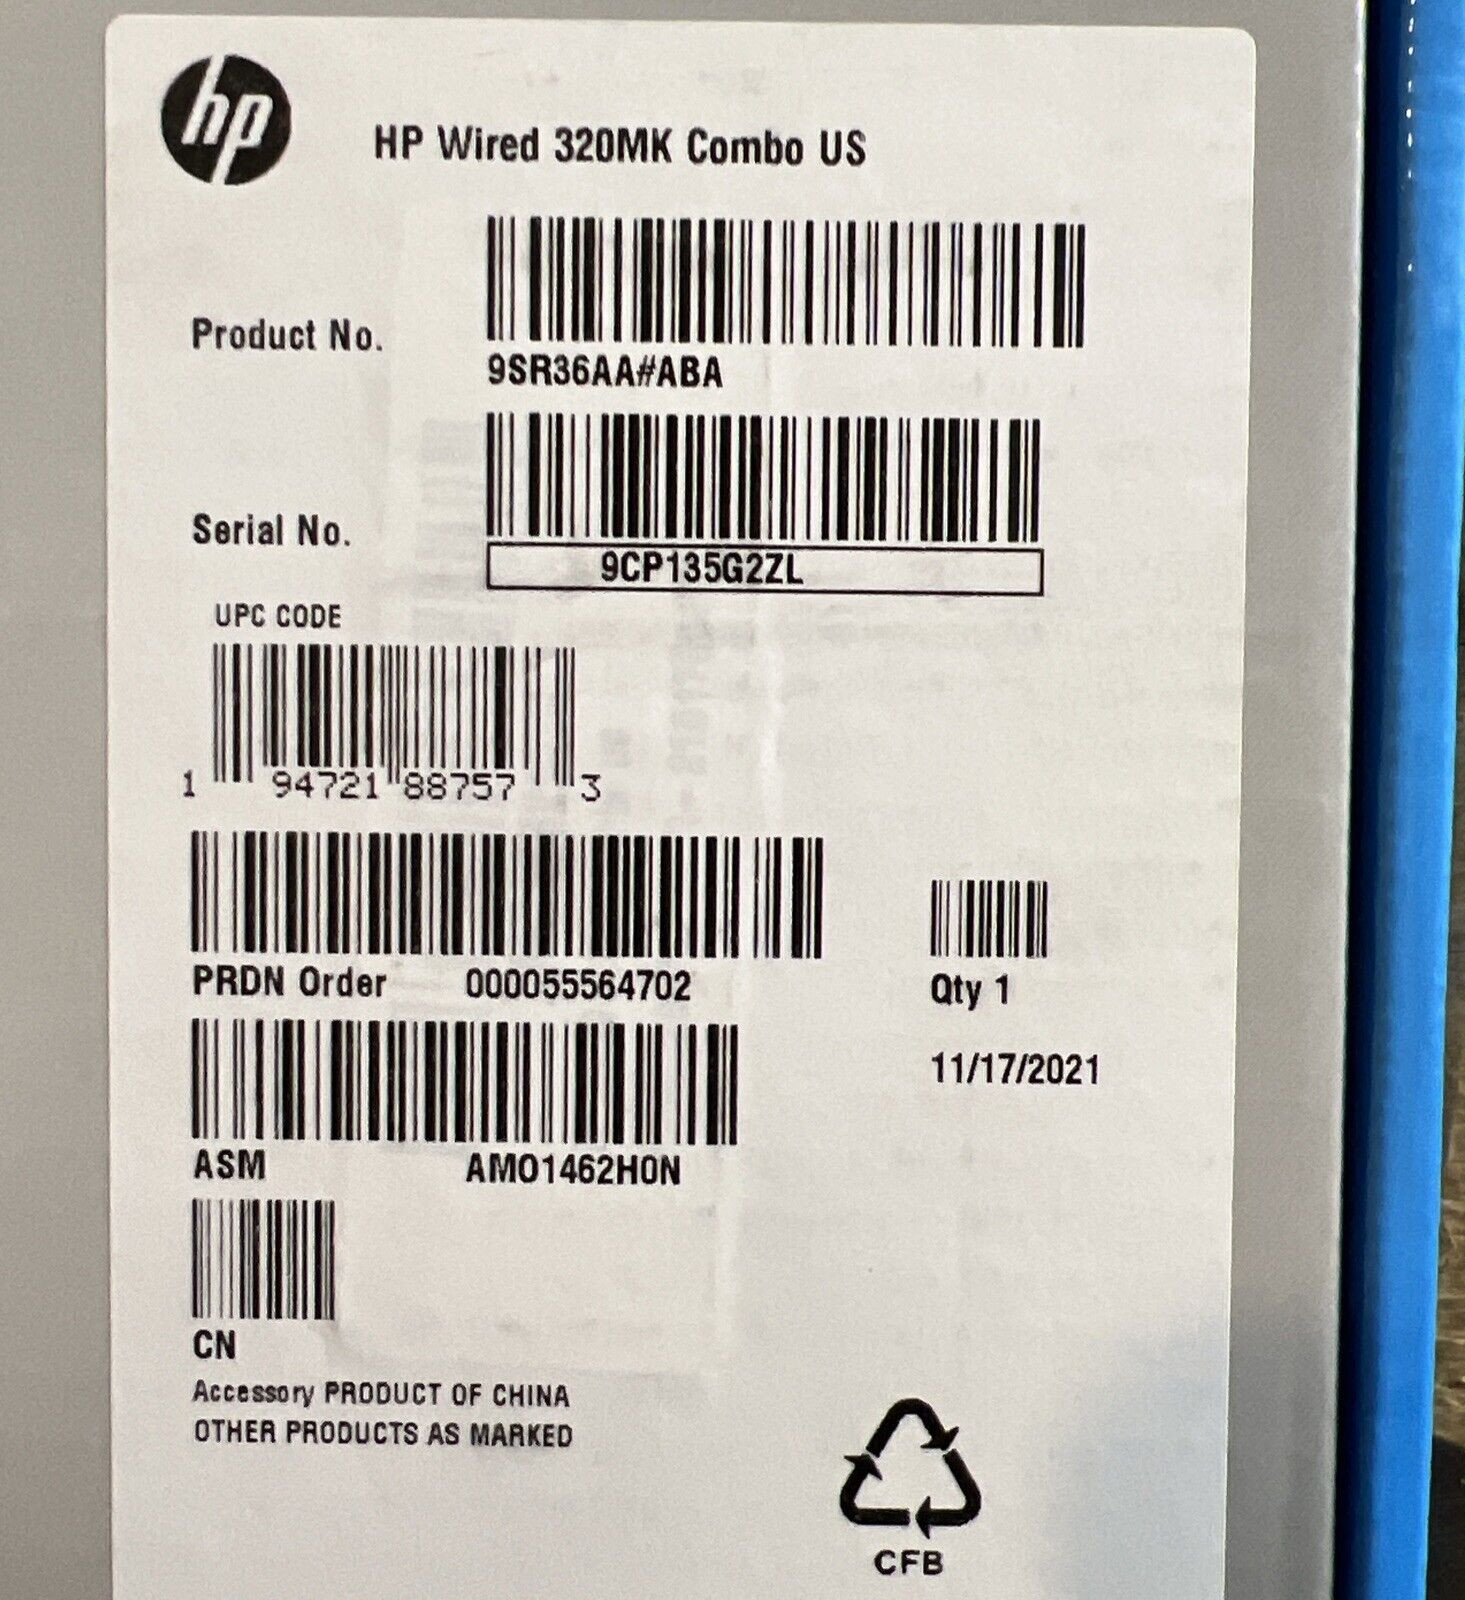 hp
HP Wired 320MK Combo US
Product No.
9SR36AA#ABA
Serial No.
9CP135G2ZL
UPC CODE
1 94721 88757 3
PRDN Order 000055564702
Qty 1
11/17/2021
ASM AMO1462H0N
CN
Accessory PRODUCT OF CHINA
OTHER PRODUCTS AS MARKED
CFB